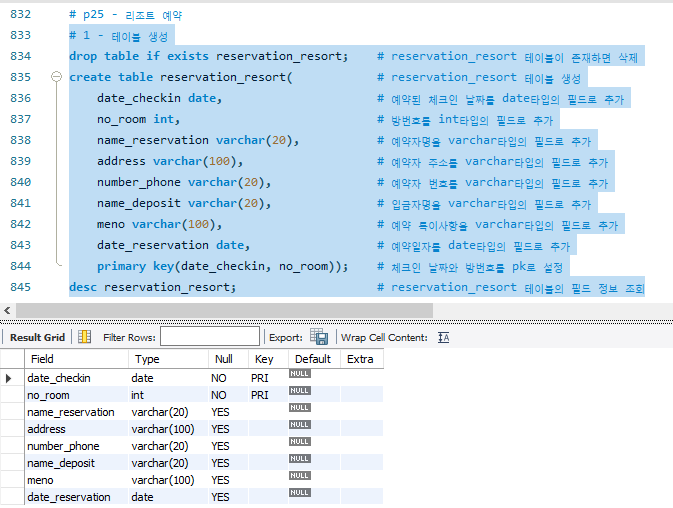 832 # p25 - 리조트 예약
833 # 1 - 테이블 생성
834 drop table if exists reservation_resort; # reservation_resort 테이블이 존재하면 삭제
835 create table reservation_resort( # reservation_resort 테이블 생성
836 date_checkin date, # 예약된 체크인 날짜를 date타입의 필드로 추가
837 no_room int, # 방번호를 int타입의 필드로 추가
838 name_reservation varchar(20), # 예약자명을 varchar타입의 필드로 추가
839 address varchar(100), # 예약자 주소를 varchar타입의 필드로 추가
840 number_phone varchar(20), # 예약자 번호를 varchar타입의 필드로 추가
841 name_deposit varchar(20), # 입금자명을 varchar타입의 필드로 추가
842 meno varchar(100), # 예약 특이사항을 varchar타입의 필드로 추가
843 date_reservation date, # 예약일자를 date타입의 필드로 추가
844 primary key(date_checkin, no_room)); # 체크인 날짜와 방번호를 pk로 설정
845 desc reservation_resort; # reservation_resort 테이블의 필드 정보 조회
Result Grid Filter Rows: Export: Wrap Cell Content:
Field Type Null Key Default Extra
date_checkin date NO PRI NULL
no_room int NO PRI NULL
name_reservation varchar(20) YES NULL
address varchar(100) YES NULL
number_phone varchar(20) YES NULL
name_deposit varchar(20) YES NULL
meno varchar(100) YES NULL
date_reservation date YES NULL